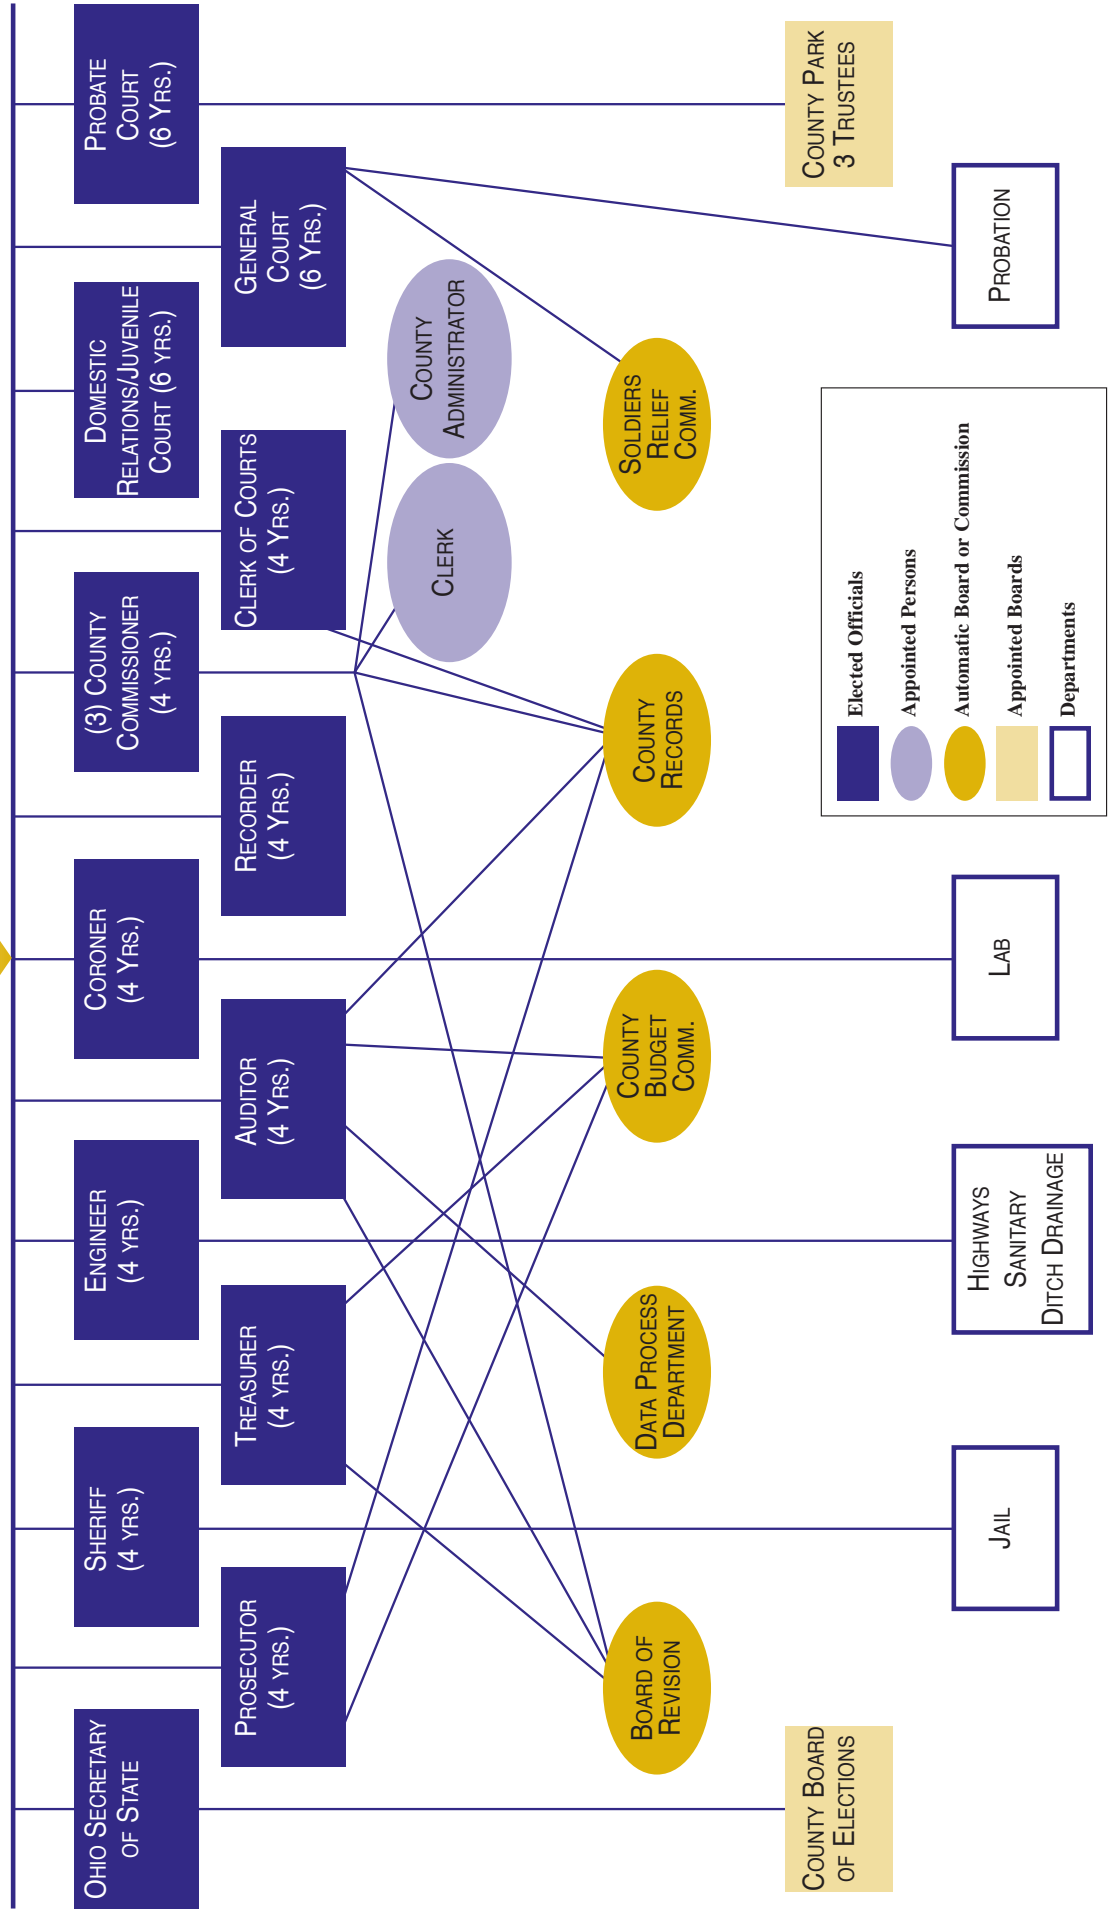 OHIO SECRETARY
OF STATE
SHERIFF
(4 YRS.)
ENGINEER
(4 YRS.)
CORONER
(4 YRS.)
(3) COUNTY
COMMISSIONER
(4 YRS.)
DOMESTIC
RELATIONS/JUVENILE
COURT (6 YRS.)
PROBATE
COURT
(6 YRS.)
PROSECUTOR
(4 YRS.)
TREASURER
(4 YRS.)
AUDITOR
(4 YRS.)
RECORDER
(4 YRS.)
CLERK OF COURTS
(4 YRS.)
GENERAL
COURT
(6 YRS.)
CLERK
COUNTY
ADMINISTRATOR
BOARD OF
REVISION
DATA PROCESS
DEPARTMENT
COUNTY
BUDGET
COMM.
COUNTY
RECORDS
SOLDIERS
RELIEF
COMM.
COUNTY BOARD
OF ELECTIONS
COUNTY PARK
3 TRUSTEES
JAIL
HIGHWAYS
SANITARY
DITCH DRAINAGE
LAB
PROBATION
Elected Officials
Appointed Persons
Automatic Board or Commission
Appointed Boards
Departments